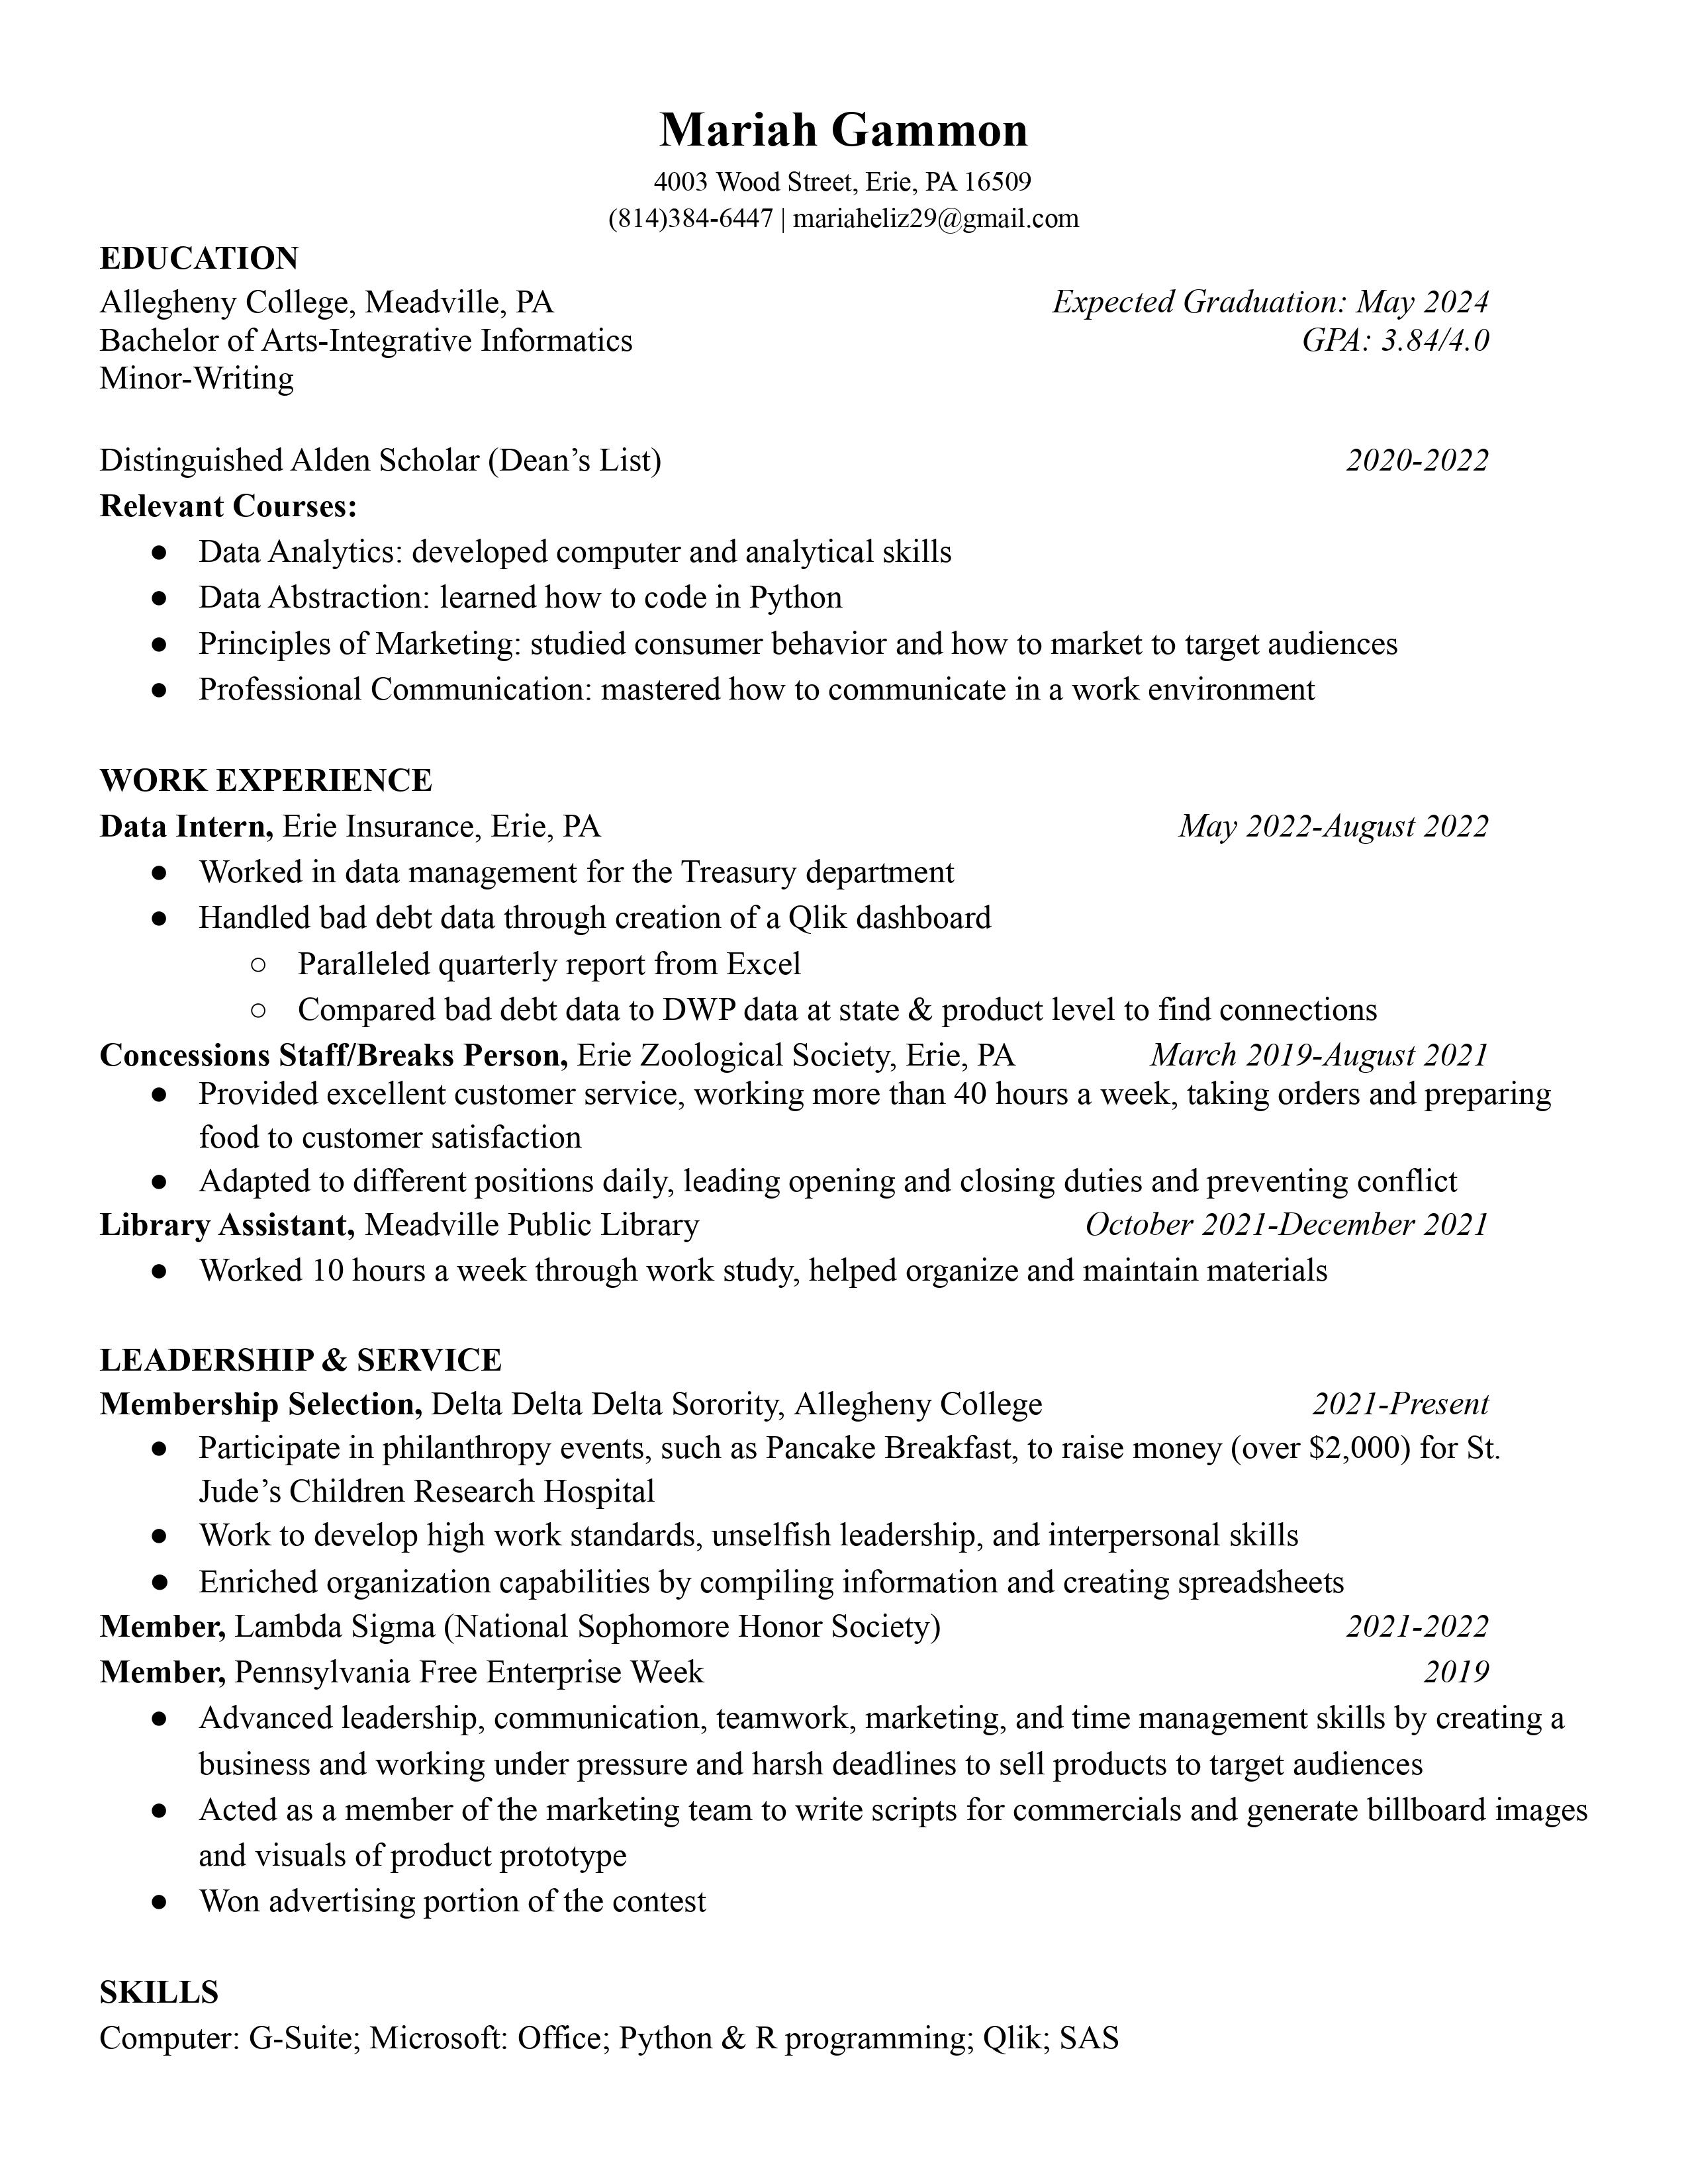 Mariah Gammon
4003 Wood Street, Erie, PA 16509
(814)384-6447 | mariaheliz29@gmail.com
EDUCATION
Allegheny College, Meadville, PA Expected Graduation: May 2024
Bachelor of Arts-Integrative Informatics GPA: 3.84/4.0
Minor-Writing
Distinguished Alden Scholar (Dean’s List) 2020-2022
Relevant Courses:
● Data Analytics: developed computer and analytical skills
● Data Abstraction: learned how to code in Python
● Principles of Marketing: studied consumer behavior and how to market to target audiences
● Professional Communication: mastered how to communicate in a work environment
WORK EXPERIENCE
Data Intern, Erie Insurance, Erie, PA May 2022-August 2022
● Worked in data management for the Treasury department
● Handled bad debt data through creation of a Qlik dashboard
○ Paralleled quarterly report from Excel
○ Compared bad debt data to DWP data at state & product level to find connections
Concessions Staff/Breaks Person, Erie Zoological Society, Erie, PA March 2019-August 2021
● Provided excellent customer service, working more than 40 hours a week, taking orders and preparing
food to customer satisfaction
● Adapted to different positions daily, leading opening and closing duties and preventing conflict
Library Assistant, Meadville Public Library October 2021-December 2021
● Worked 10 hours a week through work study, helped organize and maintain materials
LEADERSHIP & SERVICE
Membership Selection, Delta Delta Delta Sorority, Allegheny College 2021-Present
● Participate in philanthropy events, such as Pancake Breakfast, to raise money (over $2,000) for St.
Jude’s Children Research Hospital
● Work to develop high work standards, unselfish leadership, and interpersonal skills
● Enriched organization capabilities by compiling information and creating spreadsheets
Member, Lambda Sigma (National Sophomore Honor Society) 2021-2022
Member, Pennsylvania Free Enterprise Week 2019
● Advanced leadership, communication, teamwork, marketing, and time management skills by creating a
business and working under pressure and harsh deadlines to sell products to target audiences
● Acted as a member of the marketing team to write scripts for commercials and generate billboard images
and visuals of product prototype
● Won advertising portion of the contest
SKILLS
Computer: G-Suite; Microsoft: Office; Python & R programming; Qlik; SAS